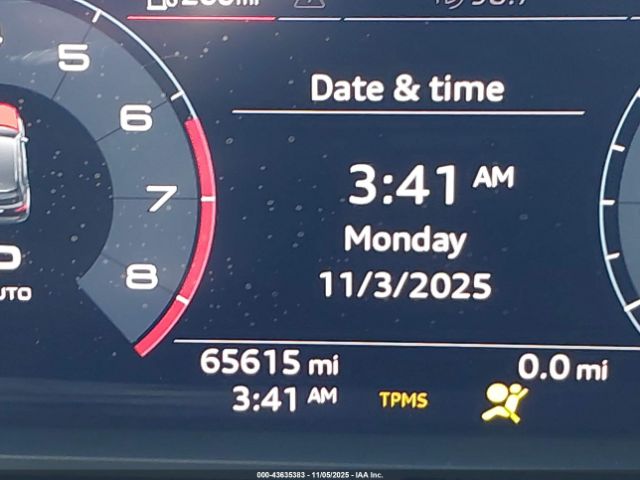 5
6
7
8
Date & time
3:41 AM
Monday
11/3/2025
65615 mi
0.0 mi
3:41 AM
TPMS
000-43635383 - 11/05/2025 - IAA Inc.